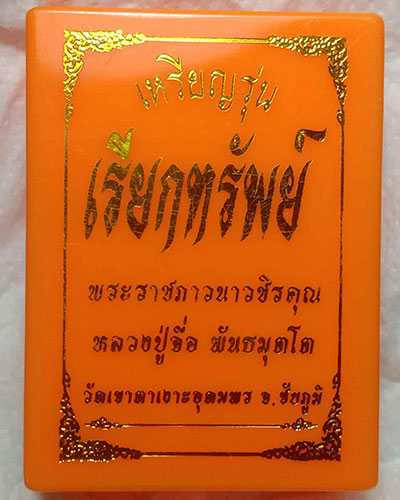 เหรียญรุ่น
เรียกทรัพย์
พระราชภาวนาวชิรคุณ
หลวงปู่จื่อ พันธมุตโต
วัดเขาตาเงาะอุดมพร จ.ชัยภูมิ